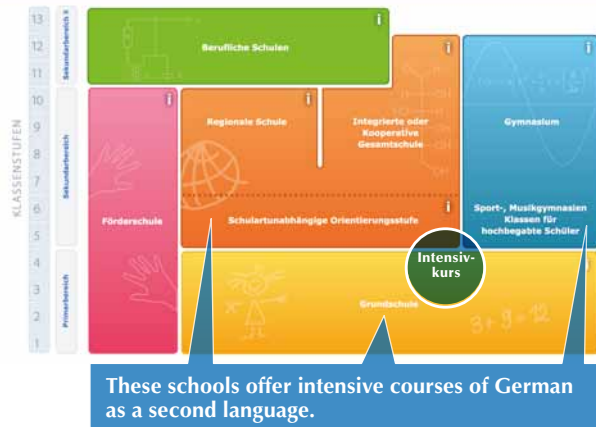 KLASSENSTUFEN
13
12
11
10
9
8
7
6
5
4
3
2
1
Sekundarbereich II
Sekundarbereich
Primarbereich
Berufliche Schulen
i
Förderschule
i
Regionale Schule
i
Integrierte oder
Kooperative
Gesamtschule
i
Gymnasium
i
Schulartunabhängige Orientierungsstufe
i
Sport-, Musikgymnasien
Klassen für
hochbegabte Schüler
Intensiv-
kurs
Grundschule
3 + 9 = 12
These schools offer intensive courses of German
as a second language.